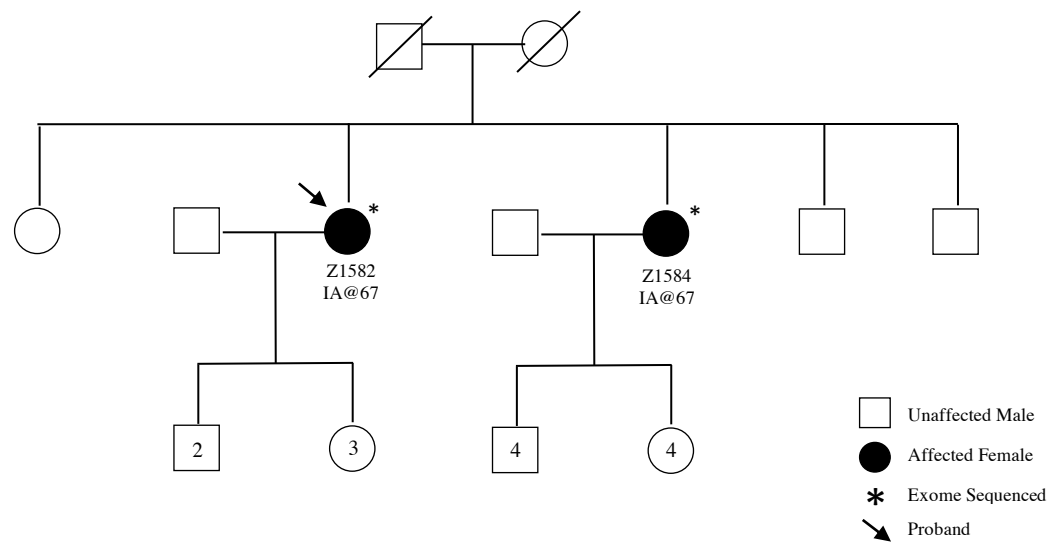 *
*
Z1582
IA@67
Z1584
IA@67
2
3
4
4
Unaffected Male
Affected Female
* Exome Sequenced
Proband